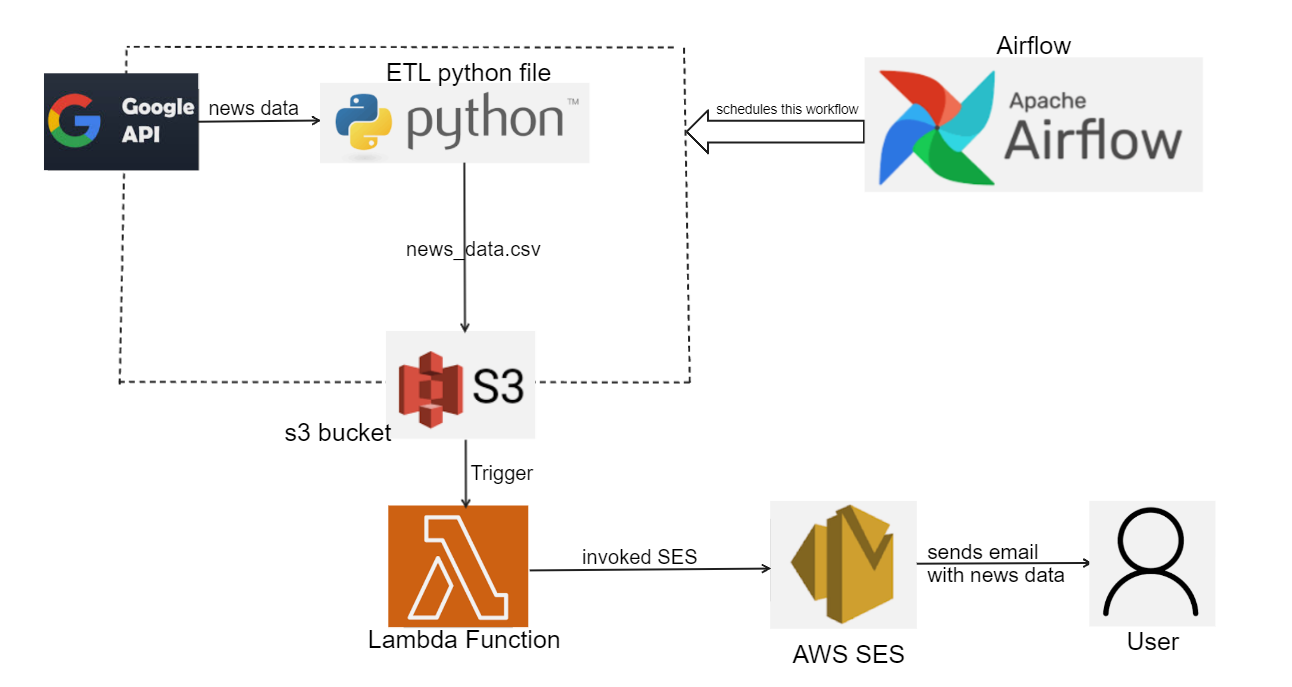 Airflow
ETL python file
Google
API
news data
python™
schedules this workflow
Apache
Airflow
news_data.csv
S3
s3 bucket
Trigger
invoked SES
sends email
with news data
Lambda Function
AWS SES
User